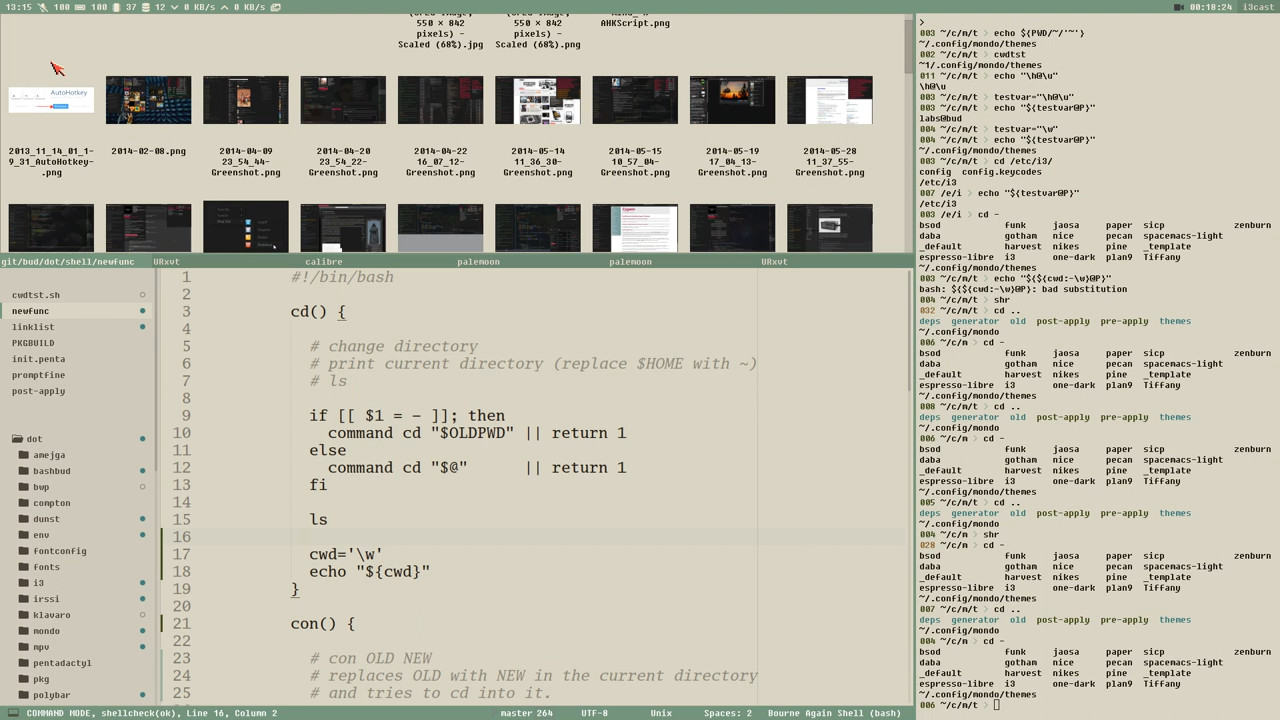 13:15 100 100 37 12 0 KB/s 0 KB/s
00:18:24 i3cast
550 × 842
pixels) -
Scaled (68%).jpg
550 × 842
pixels) -
Scaled (68%).png
AHKScript.png
AutoHotkey
2013_11_14_01_1-
9_31_AutoHotkey-
.png
2014-02-08.png
2014-04-09
23_54_44-
Greenshot.png
2014-04-20
23_54_22-
Greenshot.png
2014-04-22
16_07_12-
Greenshot.png
2014-05-14
11_36_30-
Greenshot.png
2014-05-15
10_57_04-
Greenshot.png
2014-05-19
17_04_13-
Greenshot.png
2014-05-28
11_37_55-
Greenshot.png
git/bud/dot/shell/newfunc URxvt calibre palemoon palemoon URxvt
cwdtst.sh
newfunc
linklist
PKGBUILD
init.penta
promptfine
post-apply
dot
amejga
bashbud
bwp
compton
dunst
env
fontconfig
fonts
i3
irssi
klavaro
mondo
mpv
pentadactyl
pkg
polybar
1 #!/bin/bash
2
3 cd() {
4
5 # change directory
6 # print current directory (replace $HOME with ~)
7 # ls
8
9 if [[ $1 = - ]]; then
10 command cd "$OLDPWD" || return 1
11 else
12 command cd "$@" || return 1
13 fi
14
15 ls
16
17 cwd='\w'
18 echo "${cwd}"
19 }
20
21 con() {
22
23 # con OLD NEW
24 # replaces OLD with NEW in the current directory
25 # and tries to cd into it.
COMMAND MODE, shellcheck(ok), Line 16, Column 2 master 264 UTF-8 Unix Spaces: 2 Bourne Again Shell (bash)
>
003 ~/c/m/t > echo ${PWD/~/'~'}
~/.config/mondo/themes
002 ~/c/m/t > cwdtst
~1/.config/mondo/themes
011 ~/c/m/t > echo "\h@\u"
\h@\u
003 ~/c/m/t > testvar="\h@\u"
003 ~/c/m/t > echo "${testvar@P}"
labs@bud
004 ~/c/m/t > testvar="\w"
004 ~/c/m/t > echo "${testvar@P}"
~/.config/mondo/themes
003 ~/c/m/t > cd /etc/i3/
config config.keycodes
/etc/i3
007 /e/i > echo "${testvar@P}"
/etc/i3
003 /e/i > cd -
bsod funk jaosa paper sicp zenburn
daba gotham nice pecan spacemacs-light
_default harvest nikes pine _template
espresso-libre i3 one-dark plan9 Tiffany
~/.config/mondo/themes
003 ~/c/m/t > echo "${${cwd:-\w}@P}"
bash: ${${cwd:-\w}@P}: bad substitution
004 ~/c/m/t > shr
032 ~/c/m/t > cd ..
deps generator old post-apply pre-apply themes
~/.config/mondo
006 ~/c/m > cd -
bsod funk jaosa paper sicp zenburn
daba gotham nice pecan spacemacs-light
_default harvest nikes pine _template
espresso-libre i3 one-dark plan9 Tiffany
~/.config/mondo/themes
008 ~/c/m/t > cd ..
deps generator old post-apply pre-apply themes
~/.config/mondo
006 ~/c/m > cd -
bsod funk jaosa paper sicp zenburn
daba gotham nice pecan spacemacs-light
_default harvest nikes pine _template
espresso-libre i3 one-dark plan9 Tiffany
~/.config/mondo/themes
005 ~/c/m/t > cd ..
deps generator old post-apply pre-apply themes
~/.config/mondo
004 ~/c/m > shr
028 ~/c/m > cd -
bsod funk jaosa paper sicp zenburn
daba gotham nice pecan spacemacs-light
_default harvest nikes pine _template
espresso-libre i3 one-dark plan9 Tiffany
~/.config/mondo/themes
007 ~/c/m/t > cd ..
deps generator old post-apply pre-apply themes
~/.config/mondo
004 ~/c/m > cd -
bsod funk jaosa paper sicp zenburn
daba gotham nice pecan spacemacs-light
_default harvest nikes pine _template
espresso-libre i3 one-dark plan9 Tiffany
~/.config/mondo/themes
006 ~/c/m/t >